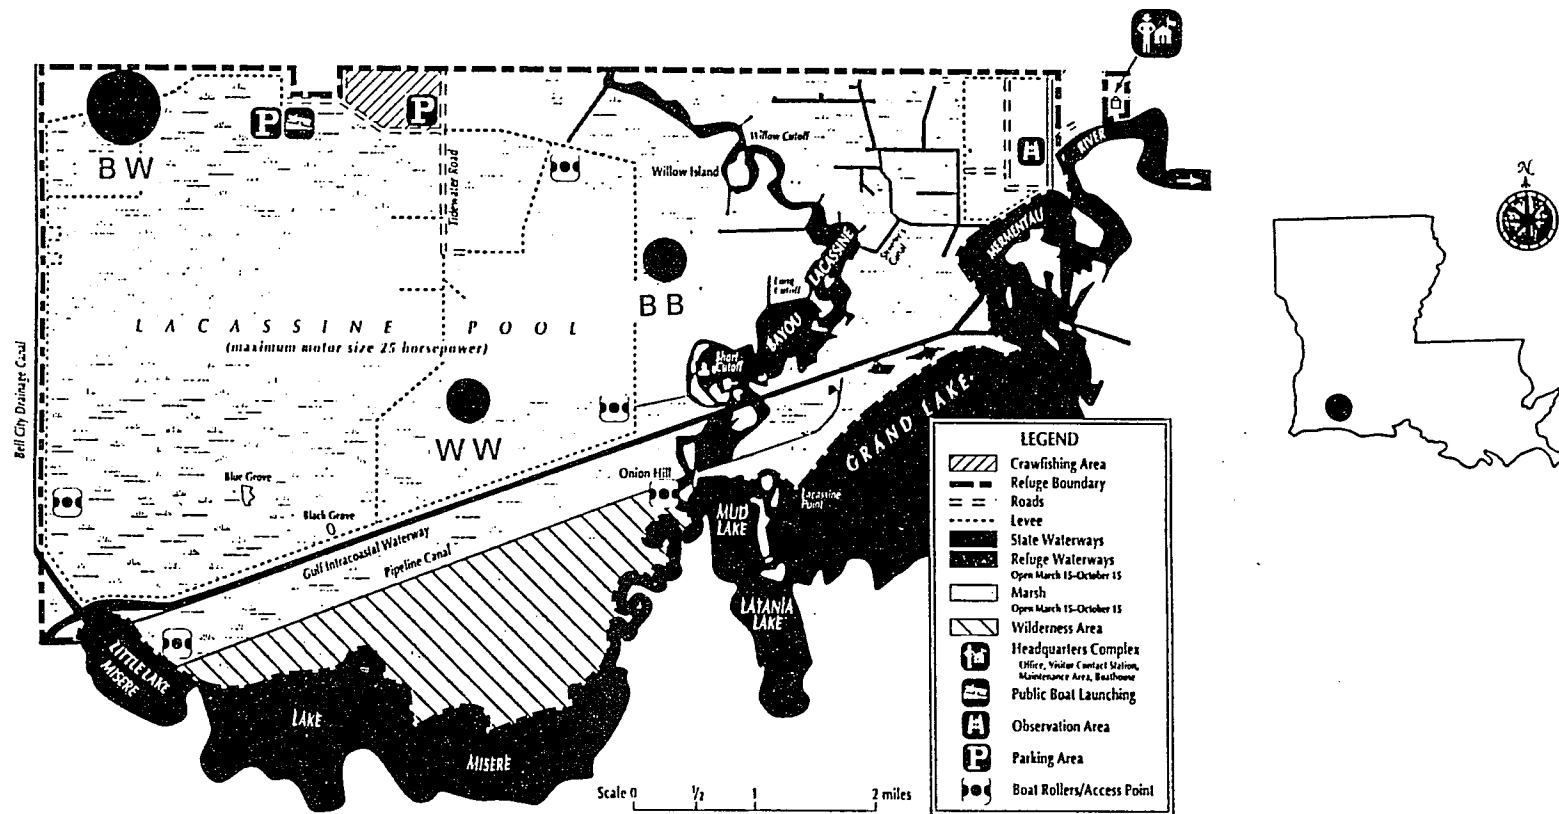 N
Willow Cutoff
RIVER
Willow Island
Tidewater Road
B W
MERMENTAU
LACASSINE
Long
Cutoff
B B
BAYOU
LACASSINE POOL
(maximum motor size 25 horsepower)
Short
Cutoff
Bell City Drainage Canal
GRAND LAKE
W W
Onion Hill
Lacassine
Point
Blue Grove
Black Grove
MUD
LAKE
Gulf Intracoastal Waterway
Pipeline Canal
LATANIA
LAKE
LITTLE LAKE
MISERE
LAKE
MISERE
Scale 0 1/2 1 2 miles
LEGEND
Crawfishing Area
Refuge Boundary
Roads
Levee
State Waterways
Refuge Waterways
Open March 15-October 15
Marsh
Open March 15-October 15
Wilderness Area
Headquarters Complex
Office, Visitor Contact Station,
Maintenance Area, Boathouse
Public Boat Launching
Observation Area
P
Parking Area
Boat Rollers/Access Point
P
P